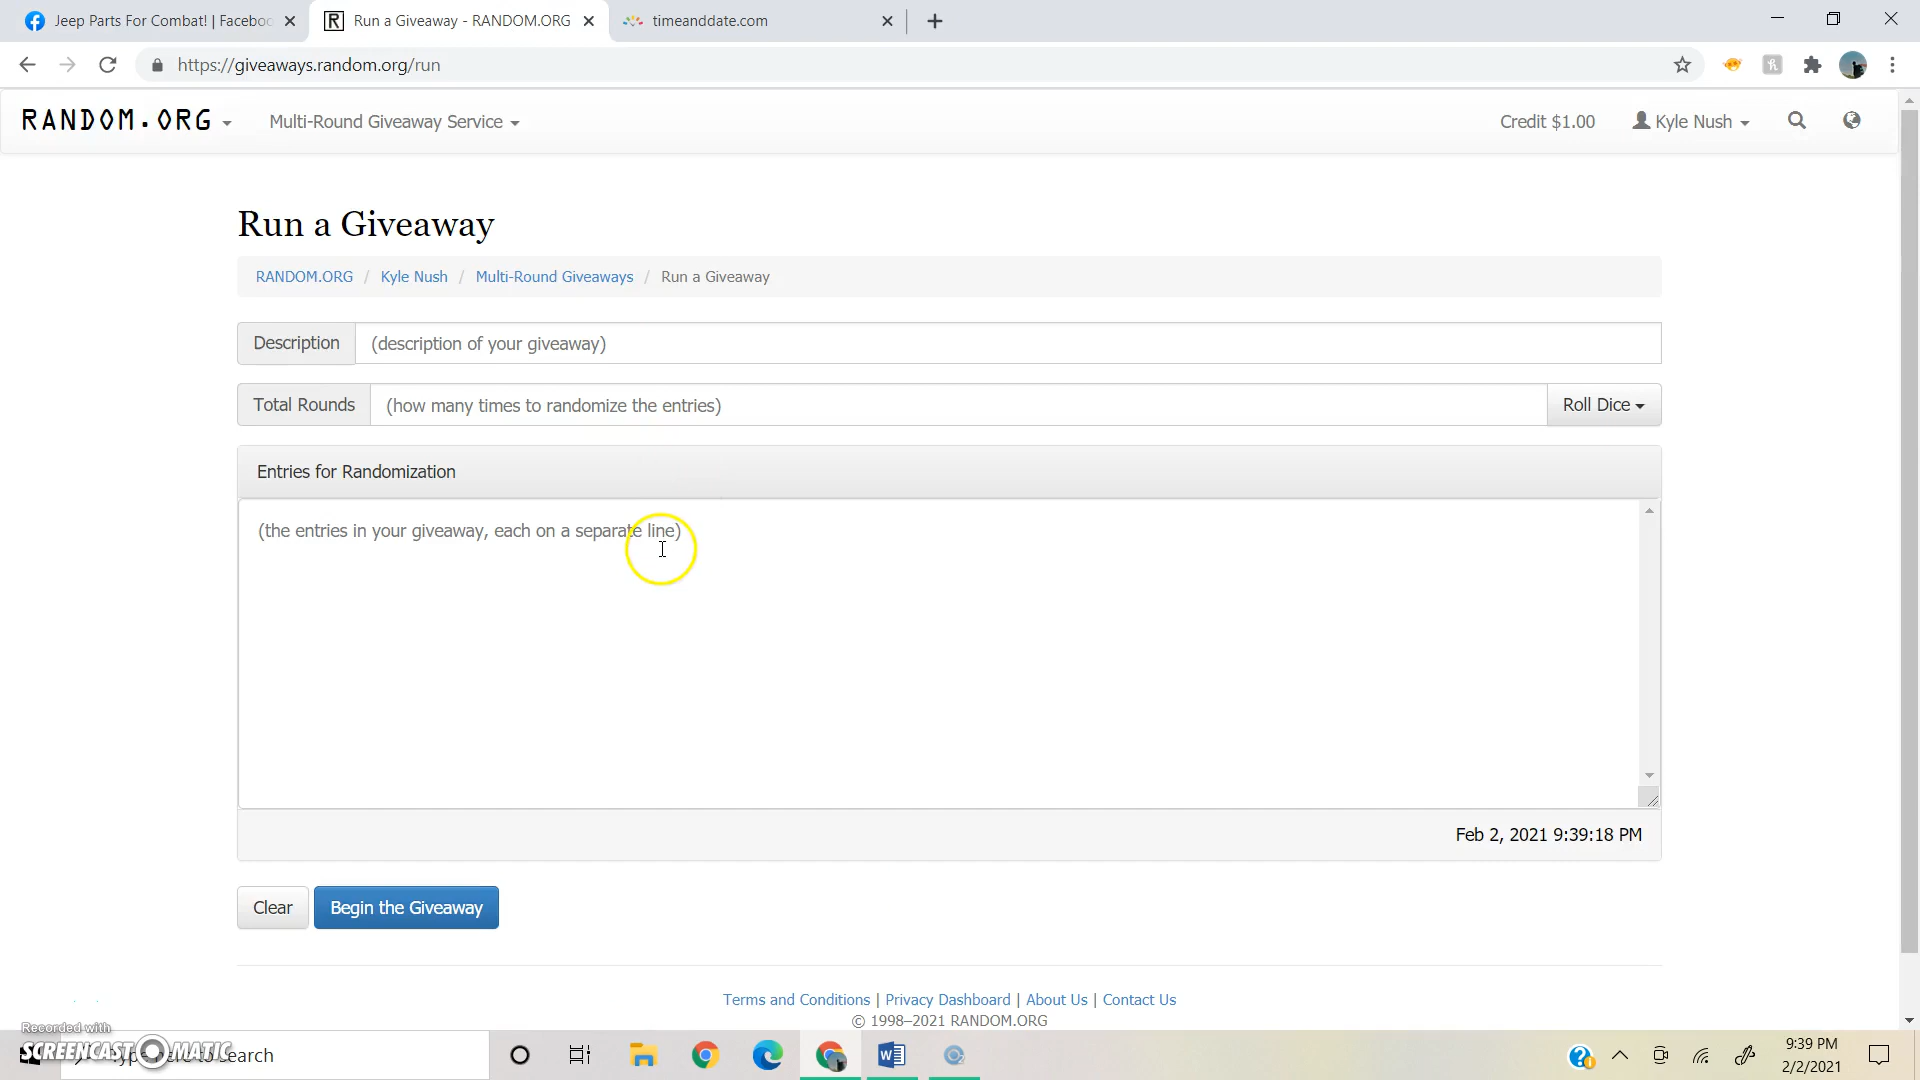 Jeep Parts For Combat! | Faceboo
Run a Giveaway - RANDOM.ORG
timeanddate.com
https://giveaways.random.org/run
RANDOM.ORG
Multi-Round Giveaway Service
Credit $1.00
Kyle Nush
Run a Giveaway
RANDOM.ORG / Kyle Nush / Multi-Round Giveaways / Run a Giveaway
Description (description of your giveaway)
Total Rounds (how many times to randomize the entries) Roll Dice
Entries for Randomization
(the entries in your giveaway, each on a separate line)
Feb 2, 2021 9:39:18 PM
Clear Begin the Giveaway
Terms and Conditions | Privacy Dashboard | About Us | Contact Us
© 1998–2021 RANDOM.ORG
Recorded with
SCREENCAST-O-MATIC
Type here to search
9:39 PM
2/2/2021